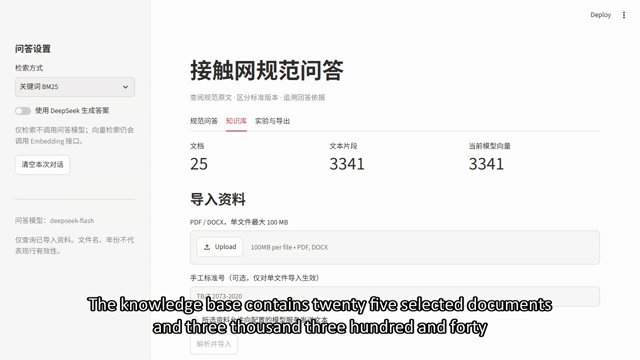 Deploy
问答设置
检索方式
关键词 BM25
使用 DeepSeek 生成答案
仅检索不调用问答模型；向量检索仍会
调用 Embedding 接口。
清空本次对话
问答模型：deepseek-flash
仅查询已导入资料。文件名、年份不代
表现行有效性。
接触网规范问答
查阅规范原文 · 区分标准版本 · 追溯回答依据
规范问答 知识库 实验与导出
文档 文本片段 当前模型向量
25 3341 3341
导入资料
PDF / DOCX，单文件最大 100 MB
Upload 100MB per file • PDF, DOCX
手工标准号（可选，仅对单文件导入生效）
The knowledge base contains twenty five selected documents
and three thousand three hundred and forty
解析并导入